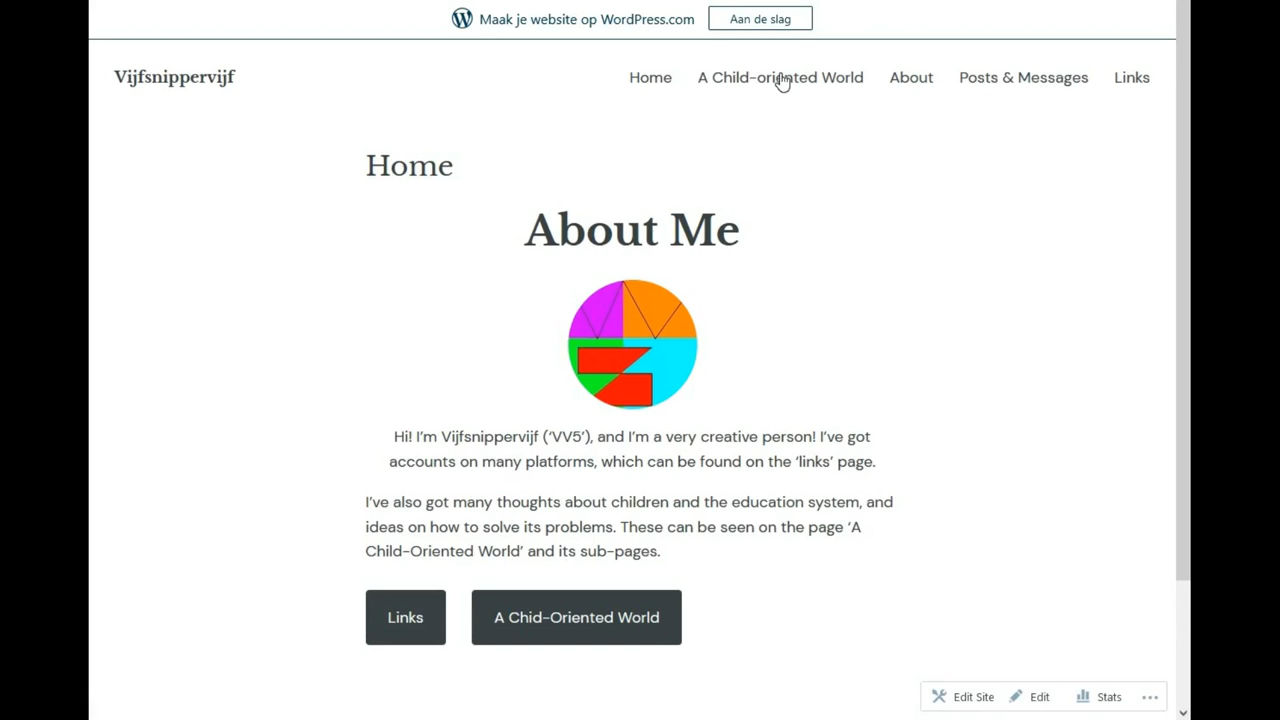 Maak je website op WordPress.com Aan de slag
Vijfsnippervijf Home A Child-oriented World About Posts & Messages Links
Home
About Me
Hi! I'm Vijfsnippervijf ('VV5'), and I'm a very creative person! I've got
accounts on many platforms, which can be found on the 'links' page.
I've also got many thoughts about children and the education system, and
ideas on how to solve its problems. These can be seen on the page 'A
Child-Oriented World' and its sub-pages.
Links A Chid-Oriented World
Edit Site Edit Stats